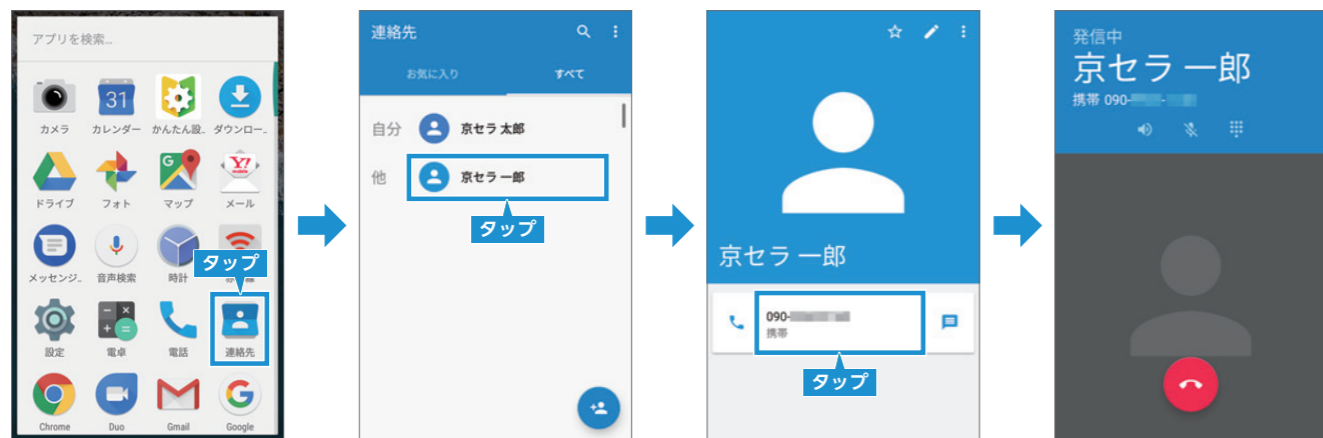 アプリを検索...
31
カメラ
カレンダー
かんたん設..
ダウンロー..
G
Y!
mobile
ドライブ
フォト
マップ
メール
タップ
メッセンジ..
音声検索
時計
設定
電卓
電話
連絡先
G
Chrome
Duo
Gmail
Google
連絡先
お気に入り
すべて
自分
京セラ 太郎
他
京セラ 一郎
タップ
京セラ 一郎
090-
携帯
タップ
発信中
京セラ 一郎
携帯 090-